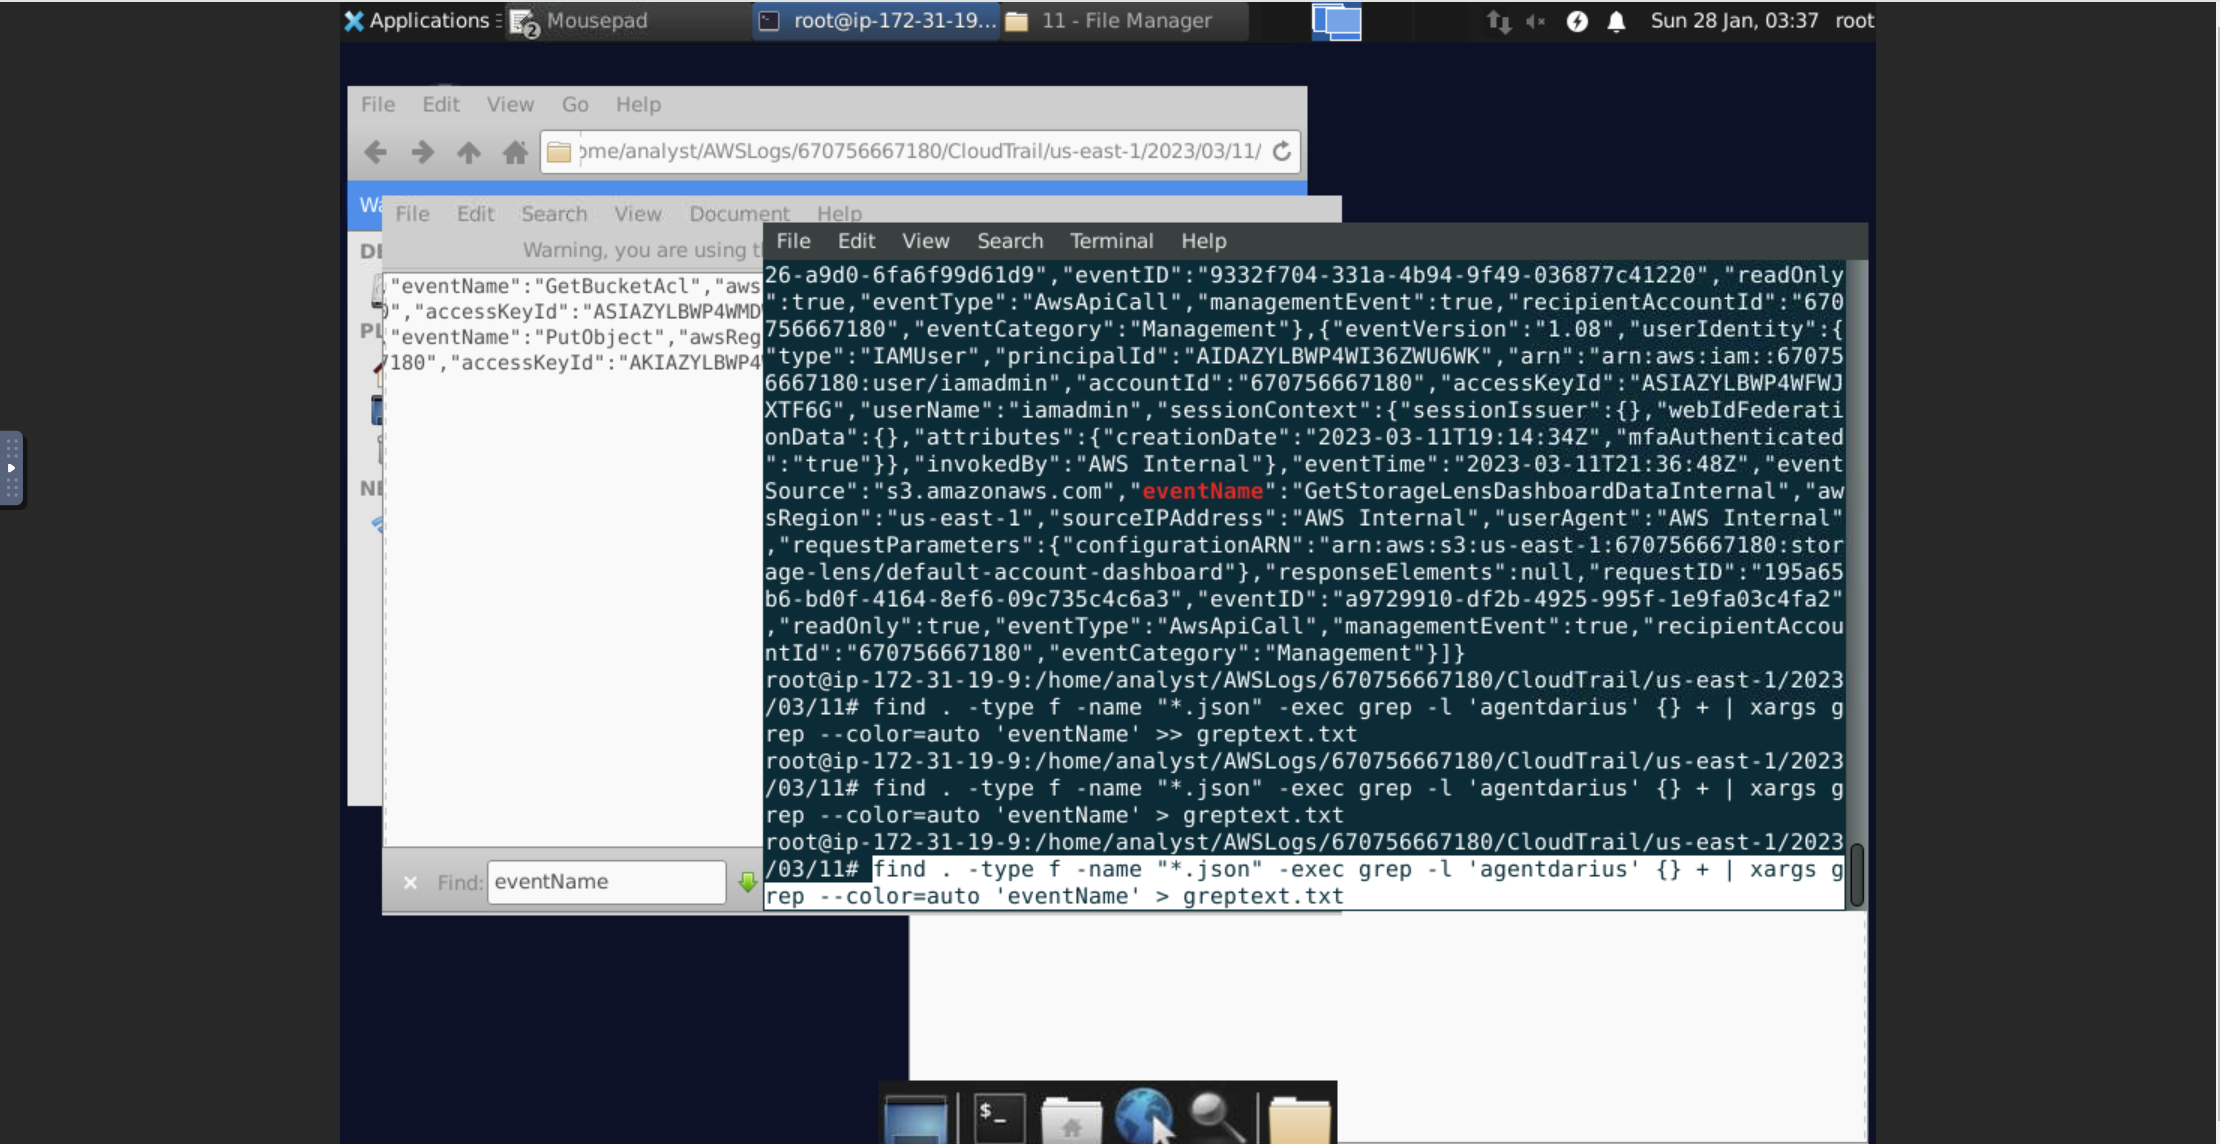 Applications
Mousepad
root@ip-172-31-19...
11 - File Manager
Sun 28 Jan, 03:37
root
File Edit View Go Help
ome/analyst/AWSLogs/670756667180/CloudTrail/us-east-1/2023/03/11/
File Edit Search View Document Help
Warning, you are using
"eventName":"GetBucketAcl","aws
","accessKeyId":"ASIAZYLBWP4WMD
"eventName":"PutObject","awsReg
180","accessKeyId":"AKIAZYLBWP4
Find: eventName
File Edit View Search Terminal Help
26-a9d0-6fa6f99d61d9","eventID":"9332f704-331a-4b94-9f49-036877c41220","readOnly
":true,"eventType":"AwsApiCall","managementEvent":true,"recipientAccountId":"670
756667180","eventCategory":"Management"},{"eventVersion":"1.08","userIdentity":{
"type":"IAMUser","principalId":"AIDAZYLBWP4WI36ZWU6WK","arn":"arn:aws:iam::67075
6667180:user/iamadmin","accountId":"670756667180","accessKeyId":"ASIAZYLBWP4WFWJ
XTF6G","userName":"iamadmin","sessionContext":{"sessionIssuer":{},"webIdFederati
onData":{},"attributes":{"creationDate":"2023-03-11T19:14:34Z","mfaAuthenticated
":"true"}},"invokedBy":"AWS Internal"},"eventTime":"2023-03-11T21:36:48Z","event
Source":"s3.amazonaws.com","eventName":"GetStorageLensDashboardDataInternal","aw
sRegion":"us-east-1","sourceIPAddress":"AWS Internal","userAgent":"AWS Internal"
,"requestParameters":{"configurationARN":"arn:aws:s3:us-east-1:670756667180:stor
age-lens/default-account-dashboard"},"responseElements":null,"requestID":"195a65
b6-bd0f-4164-8ef6-09c735c4c6a3","eventID":"a9729910-df2b-4925-995f-1e9fa03c4fa2"
,"readOnly":true,"eventType":"AwsApiCall","managementEvent":true,"recipientAccou
ntId":"670756667180","eventCategory":"Management"}]}
root@ip-172-31-19-9:/home/analyst/AWSLogs/670756667180/CloudTrail/us-east-1/2023
/03/11# find . -type f -name "*.json" -exec grep -l 'agentdarius' {} + | xargs g
rep --color=auto 'eventName' >> greptext.txt
root@ip-172-31-19-9:/home/analyst/AWSLogs/670756667180/CloudTrail/us-east-1/2023
/03/11# find . -type f -name "*.json" -exec grep -l 'agentdarius' {} + | xargs g
rep --color=auto 'eventName' > greptext.txt
root@ip-172-31-19-9:/home/analyst/AWSLogs/670756667180/CloudTrail/us-east-1/2023
/03/11# find . -type f -name "*.json" -exec grep -l 'agentdarius' {} + | xargs g
rep --color=auto 'eventName' > greptext.txt